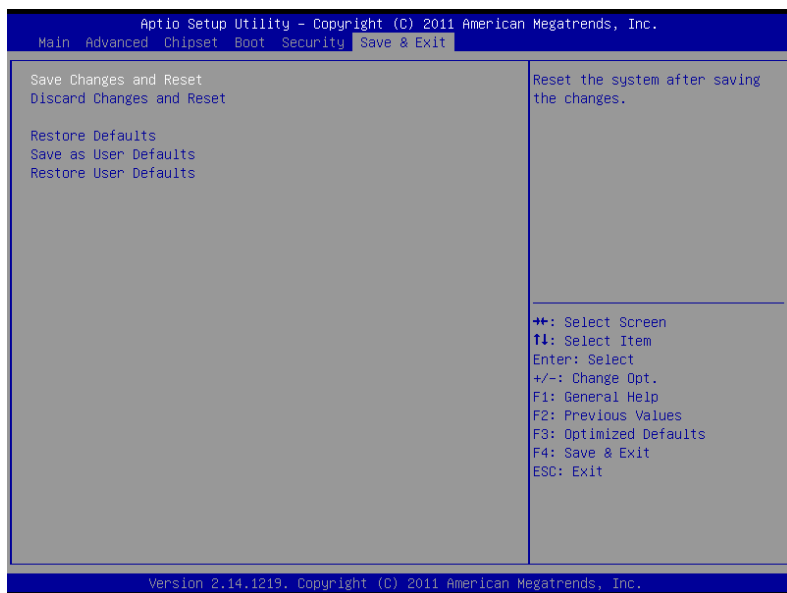 Aptio Setup Utility – Copyright (C) 2011 American Megatrends, Inc.
Main Advanced Chipset Boot Security Save & Exit
Save Changes and Reset
Discard Changes and Reset
Restore Defaults
Save as User Defaults
Restore User Defaults
Reset the system after saving
the changes.
→←: Select Screen
↑↓: Select Item
Enter: Select
+/-: Change Opt.
F1: General Help
F2: Previous Values
F3: Optimized Defaults
F4: Save & Exit
ESC: Exit
Version 2.14.1219. Copyright (C) 2011 American Megatrends, Inc.